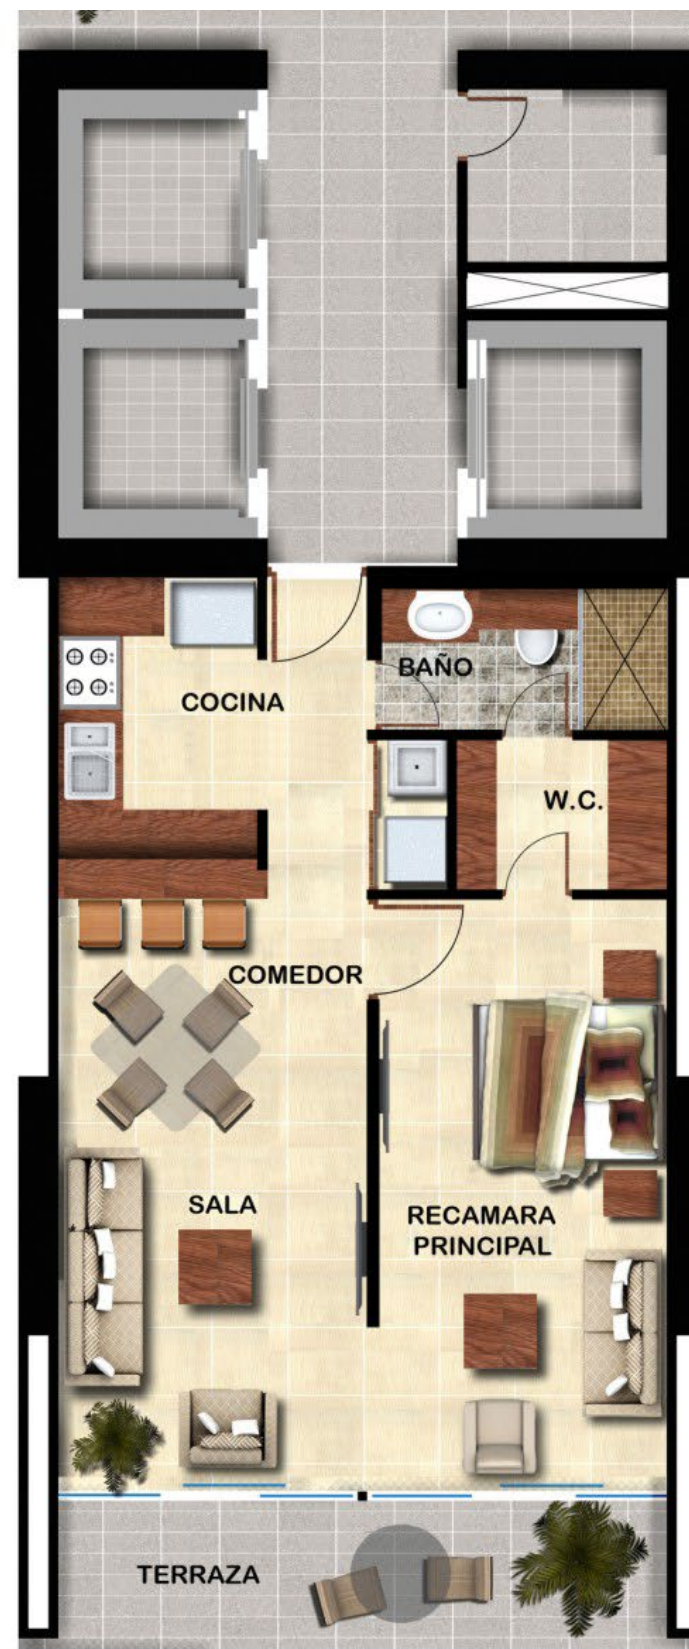 BAÑO
COCINA
W.C.
COMEDOR
SALA
RECAMARA
PRINCIPAL
TERRAZA